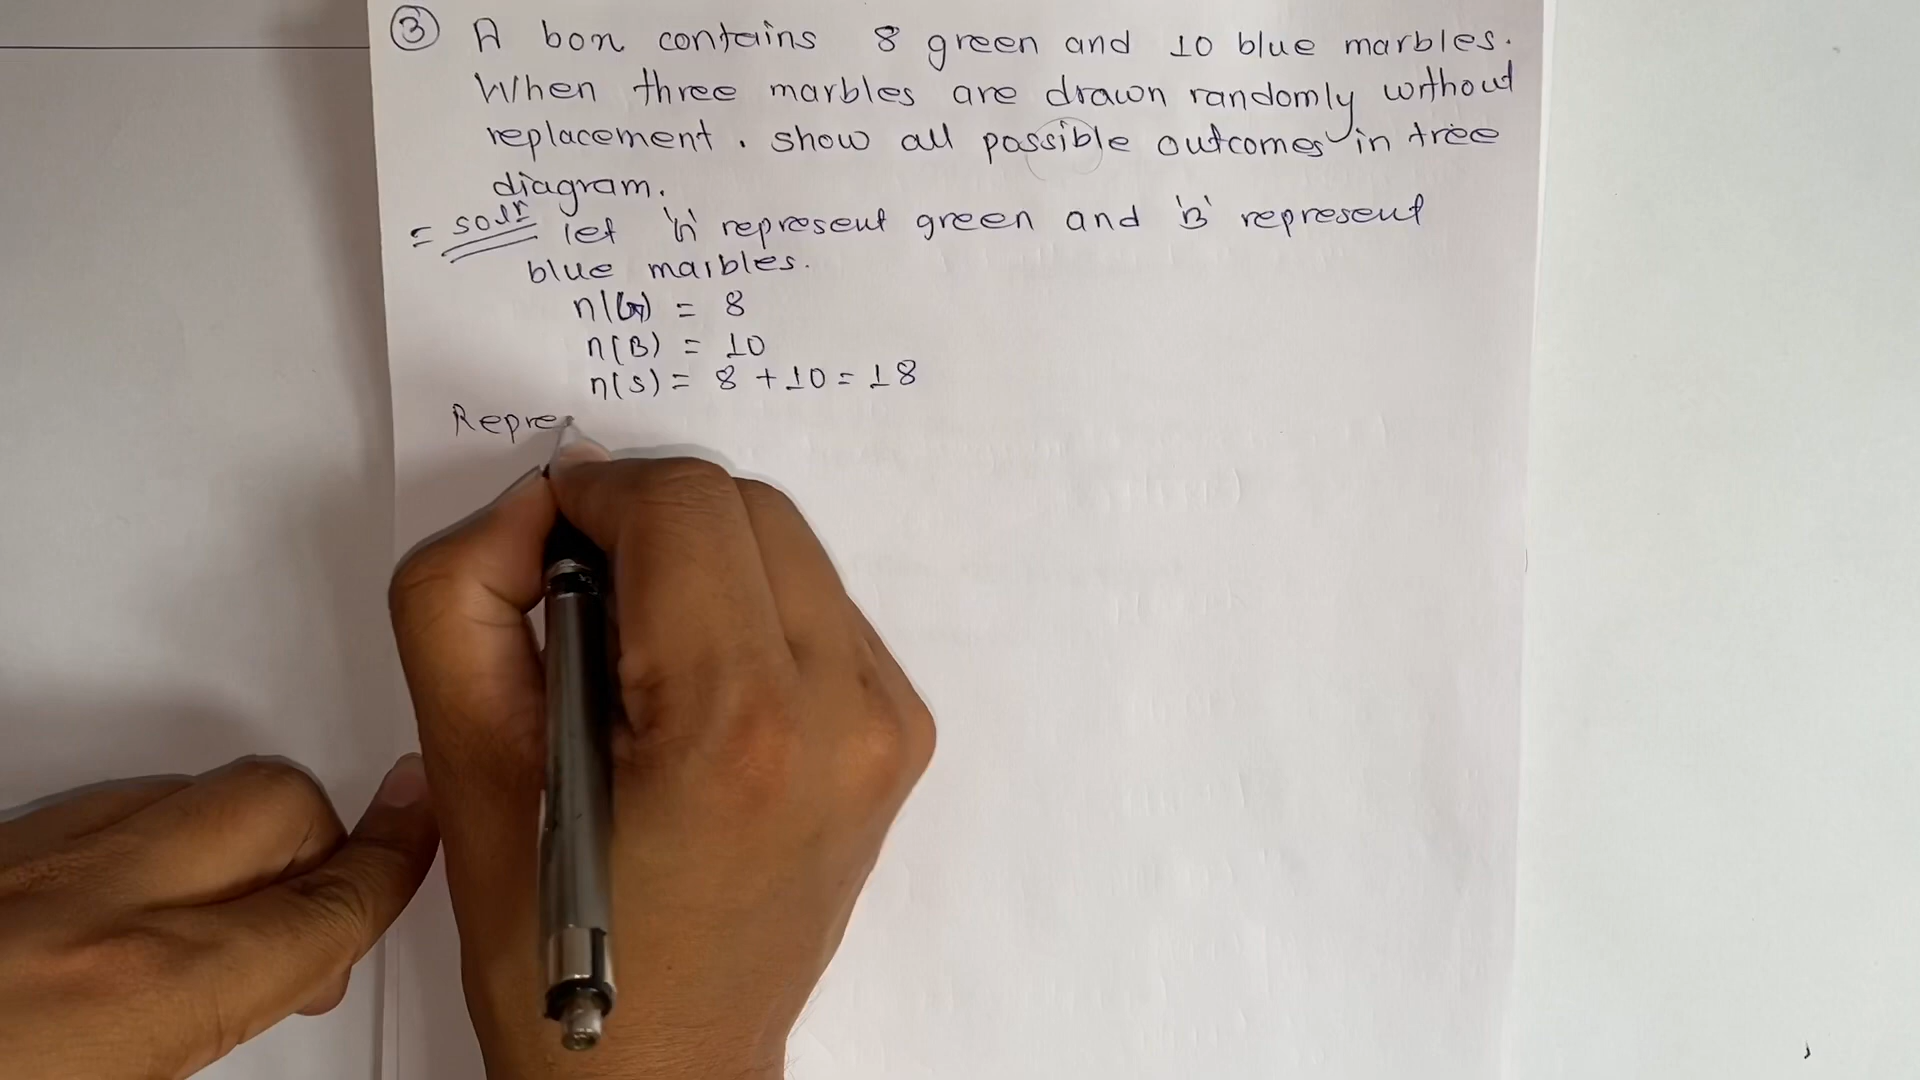 ③ A box contains 8 green and 10 blue marbles.
When three marbles are drawn randomly without
replacement. show all possible outcomes in tree
diagram.
= solⁿ let 'G' represent green and 'B' represent
blue marbles.
n(G) = 8
n(B) = 10
n(S) = 8 + 10 = 18
Repre